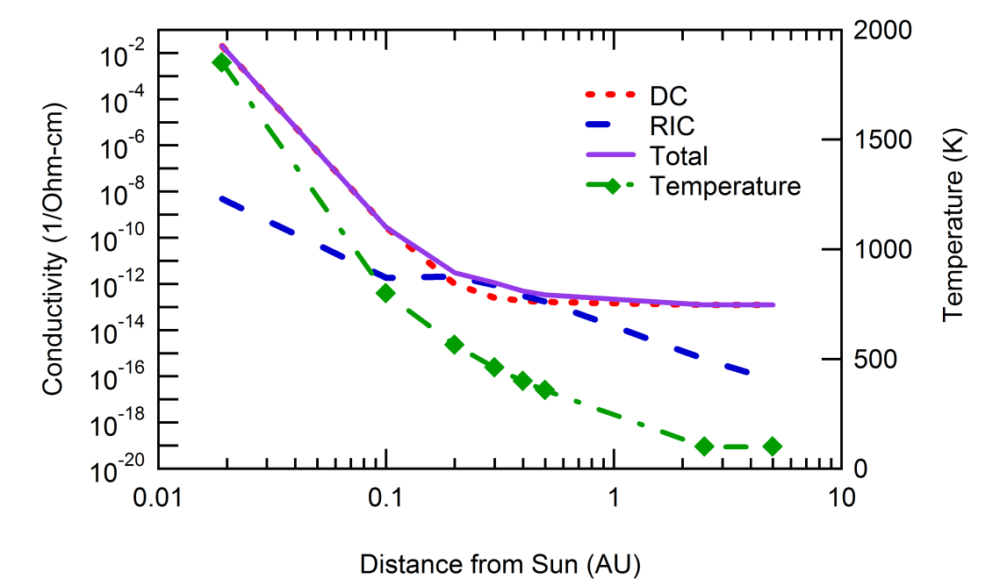 Conductivity (1/Ohm-cm)
10^-2
10^-4
10^-6
10^-8
10^-10
10^-12
10^-14
10^-16
10^-18
10^-20
DC
RIC
Total
Temperature
2000
1500
1000
500
0
Temperature (K)
0.01 0.1 1 10
Distance from Sun (AU)